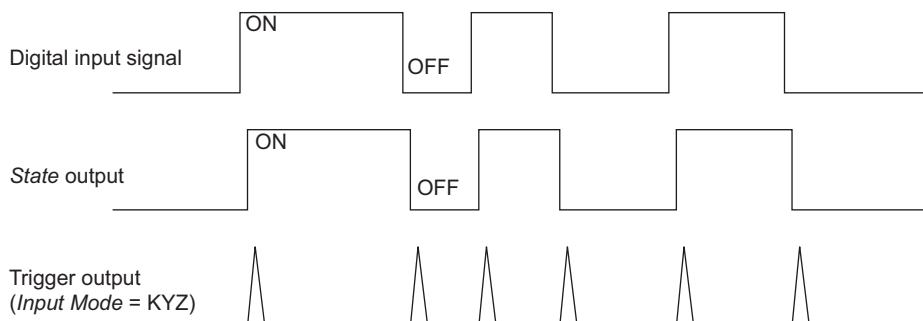 ON
Digital input signal
OFF
ON
State output
OFF
Trigger output
(Input Mode = KYZ)